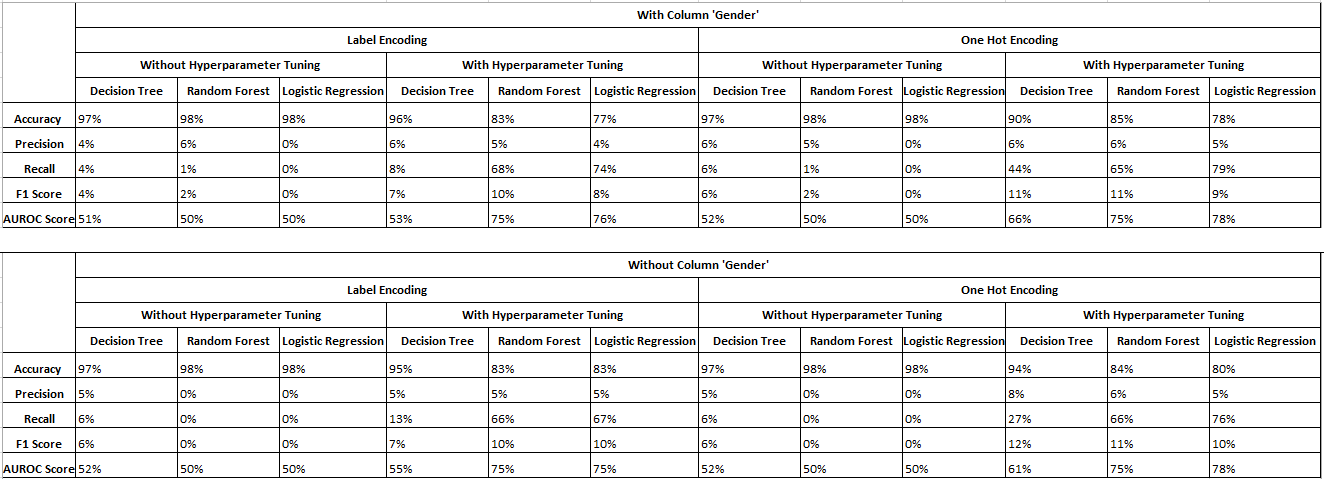 With Column 'Gender'
Label Encoding One Hot Encoding
Without Hyperparameter Tuning With Hyperparameter Tuning Without Hyperparameter Tuning With Hyperparameter Tuning
Decision Tree Random Forest Logistic Regression Decision Tree Random Forest Logistic Regression Decision Tree Random Forest Logistic Regression Decision Tree Random Forest Logistic Regression
Accuracy 97% 98% 98% 96% 83% 77% 97% 98% 98% 90% 85% 78%
Precision 4% 6% 0% 6% 5% 4% 6% 5% 0% 6% 6% 5%
Recall 4% 1% 0% 8% 68% 74% 6% 1% 0% 44% 65% 79%
F1 Score 4% 2% 0% 7% 10% 8% 6% 2% 0% 11% 11% 9%
AUROC Score 51% 50% 50% 53% 75% 76% 52% 50% 50% 66% 75% 78%
Without Column 'Gender'
Label Encoding One Hot Encoding
Without Hyperparameter Tuning With Hyperparameter Tuning Without Hyperparameter Tuning With Hyperparameter Tuning
Decision Tree Random Forest Logistic Regression Decision Tree Random Forest Logistic Regression Decision Tree Random Forest Logistic Regression Decision Tree Random Forest Logistic Regression
Accuracy 97% 98% 98% 95% 83% 83% 97% 98% 98% 94% 84% 80%
Precision 5% 0% 0% 5% 5% 5% 5% 0% 0% 8% 6% 5%
Recall 6% 0% 0% 13% 66% 67% 6% 0% 0% 27% 66% 76%
F1 Score 6% 0% 0% 7% 10% 10% 6% 0% 0% 12% 11% 10%
AUROC Score 52% 50% 50% 55% 75% 75% 52% 50% 50% 61% 75% 78%